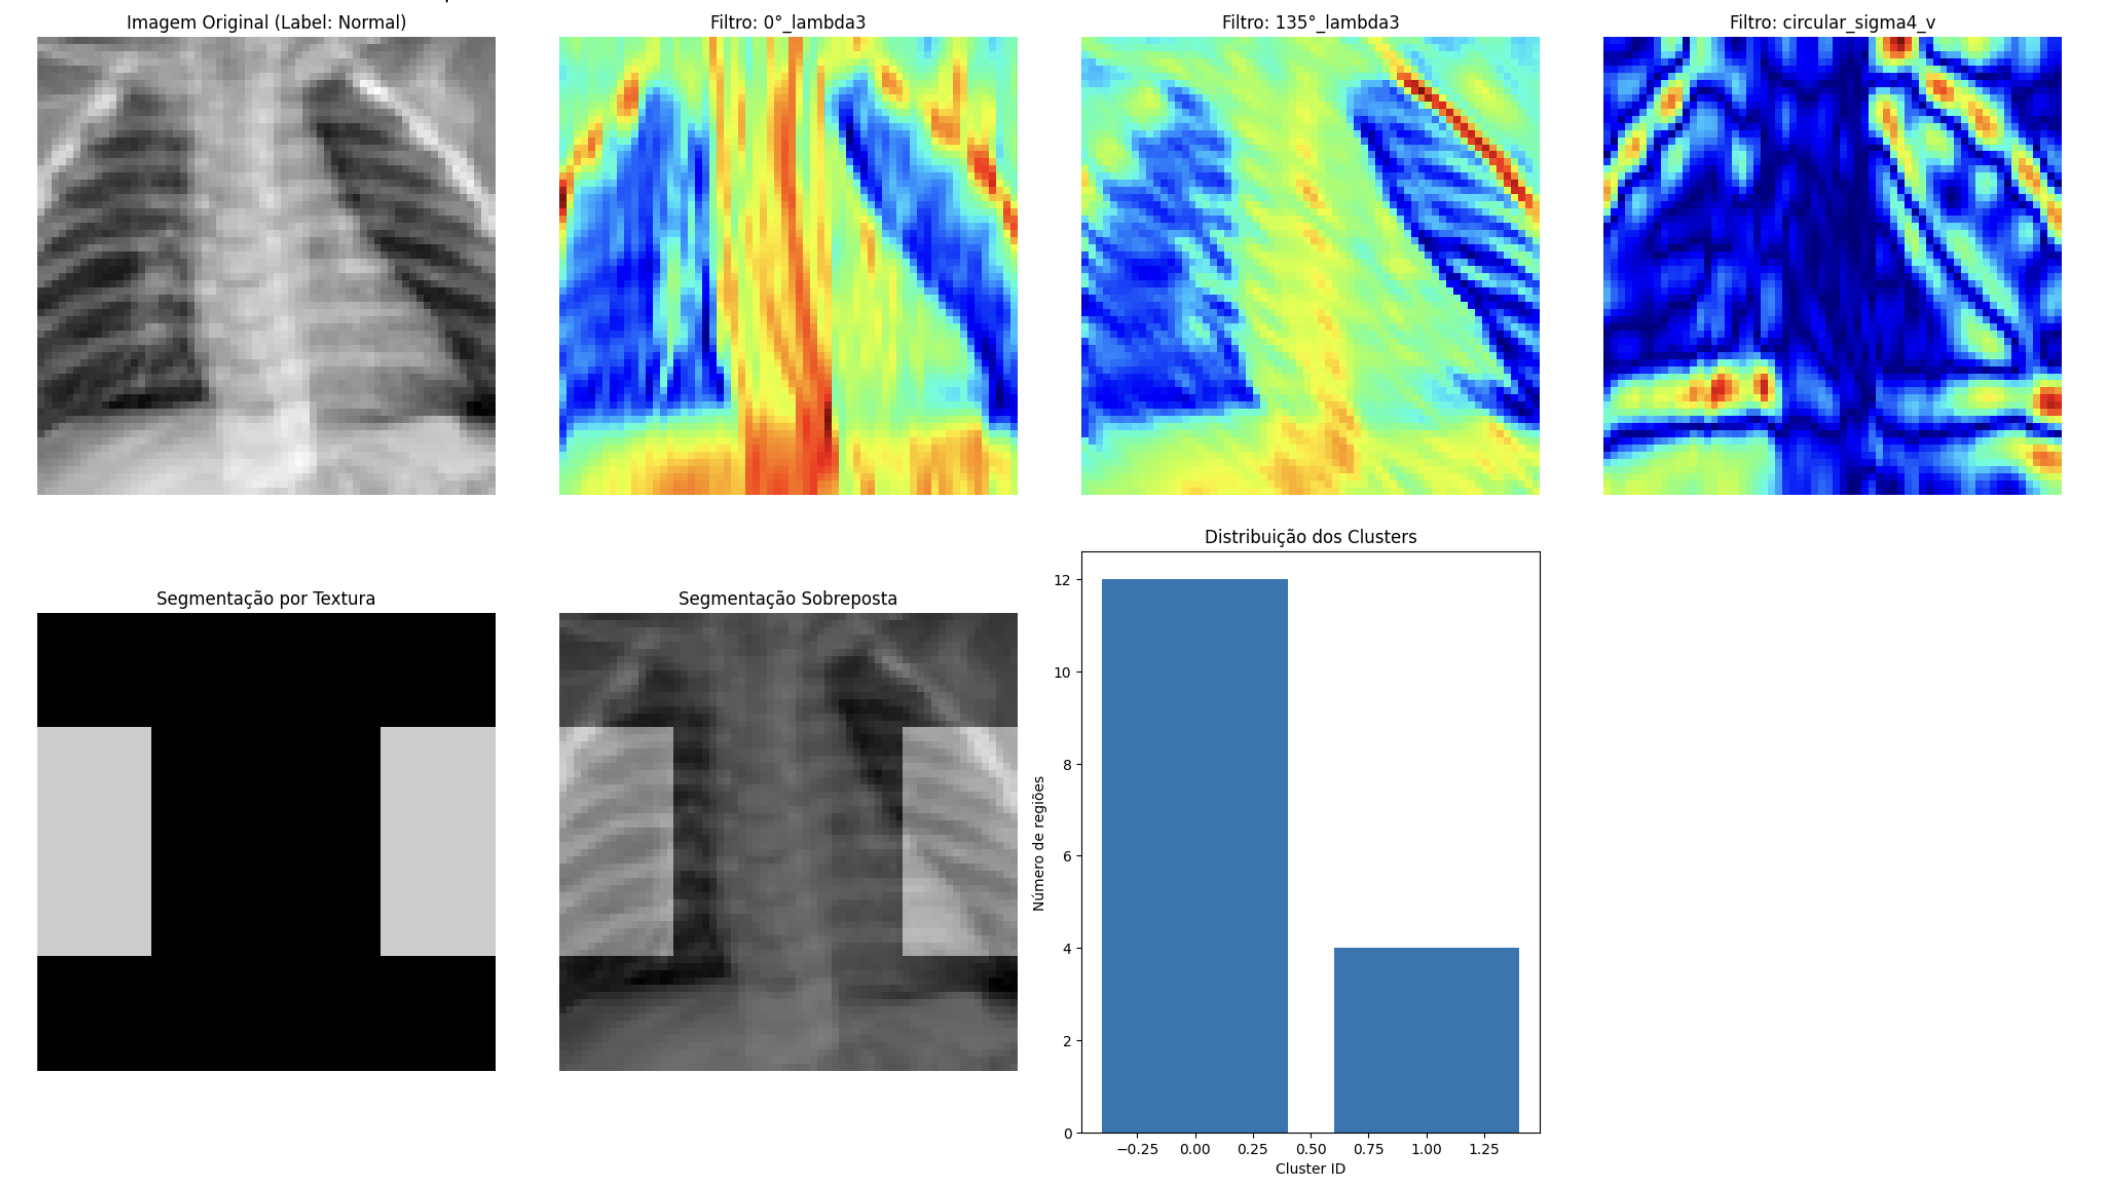 Imagem Original (Label: Normal)
Filtro: 0°_lambda3
Filtro: 135°_lambda3
Filtro: circular_sigma4_v
Segmentação por Textura
Segmentação Sobreposta
Distribuição dos Clusters
Número de regiões
12
10
8
6
4
2
0
−0.25 0.00 0.25 0.50 0.75 1.00 1.25
Cluster ID